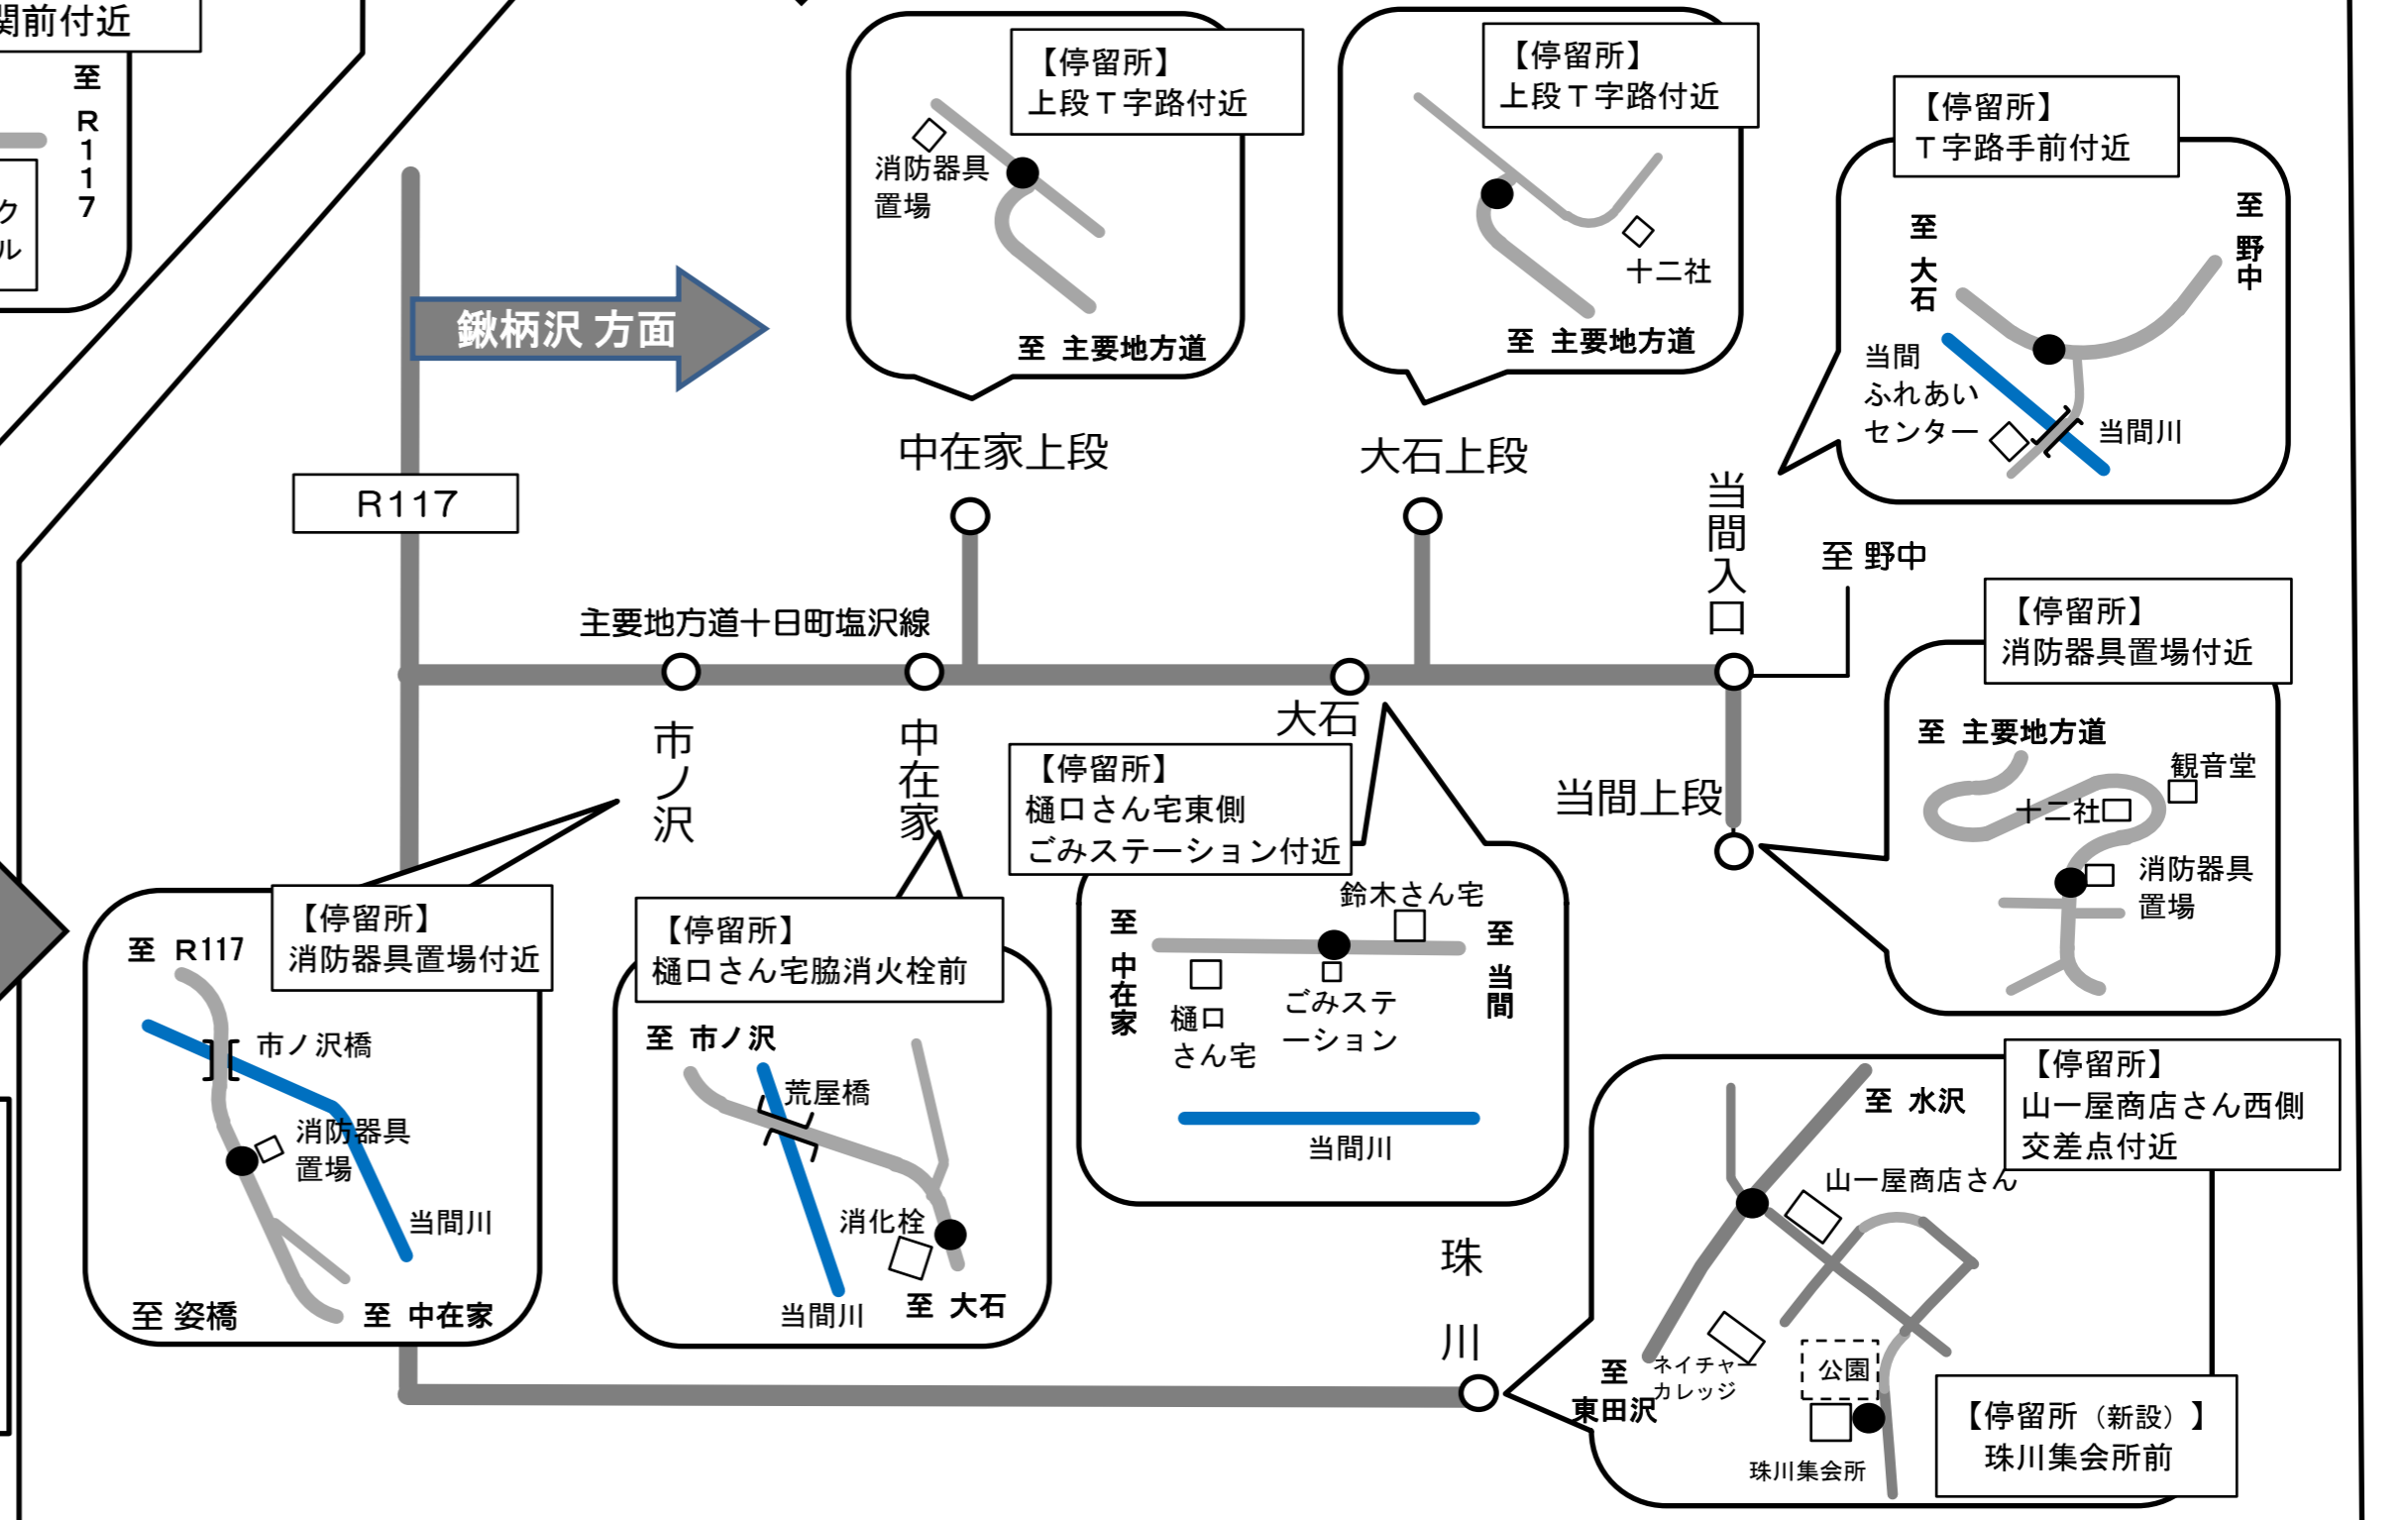 関前付近
至 R117
ク
ル
【停留所】
上段T字路付近
消防器具
置場
至 主要地方道
中在家上段
【停留所】
上段T字路付近
十二社
至 主要地方道
大石上段
【停留所】
T字路手前付近
至 大石
至 野中
当間
ふれあい
センター
当間川
当間入口
至 野中
鍬柄沢 方面
R117
主要地方道十日町塩沢線
市ノ沢
中在家
大石
当間上段
【停留所】
消防器具置場付近
至 主要地方道
観音堂
十二社
消防器具
置場
【停留所】
樋口さん宅東側
ごみステーション付近
鈴木さん宅
至 中在家
至 当間
樋口
さん宅
ごみステ
ーション
当間川
【停留所】
消防器具置場付近
至 R117
市ノ沢橋
消防器具
置場
当間川
至 姿橋
至 中在家
【停留所】
樋口さん宅脇消火栓前
至 市ノ沢
荒屋橋
消化栓
当間川
至 大石
珠川
【停留所】
山一屋商店さん西側
交差点付近
至 水沢
山一屋商店さん
ネイチャー
カレッジ
至
東田沢
公園
珠川集会所
【停留所（新設）】
珠川集会所前